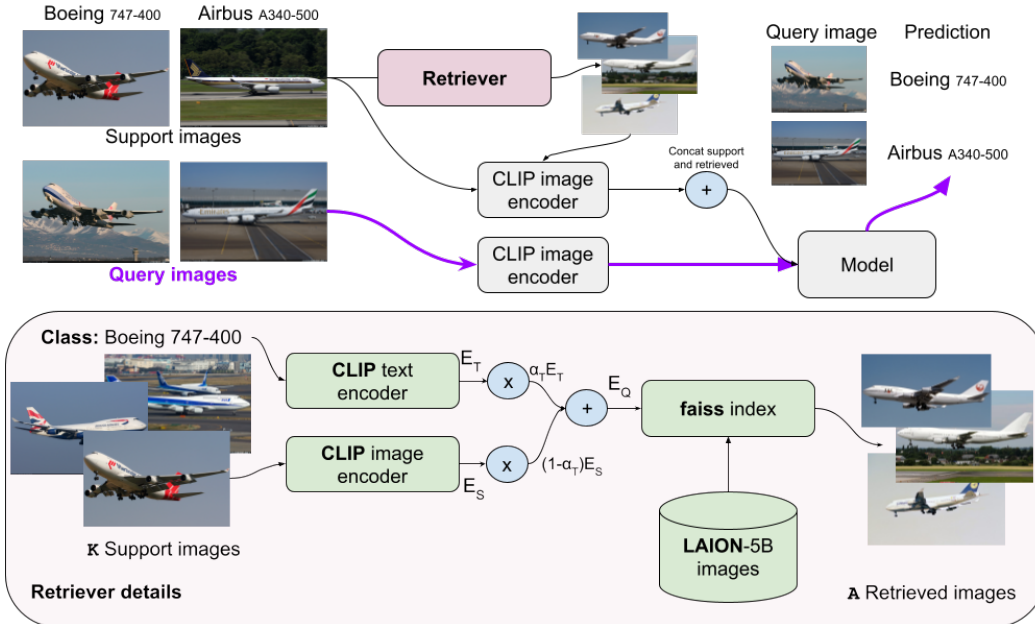 Boeing 747-400
Airbus A340-500
Support images
Query images
Retriever
CLIP image
encoder
CLIP image
encoder
Concat support
and retrieved
+
Model
Query image
Prediction
Boeing
747-400
Airbus A340-500
Class: Boeing 747-400
K Support images
CLIP text
encoder
CLIP image
encoder
E_T
x
α_TE_T
E_S
x
(1-α_T)E_S
+
E_Q
faiss index
LAION-5B
images
A Retrieved images
Retriever details